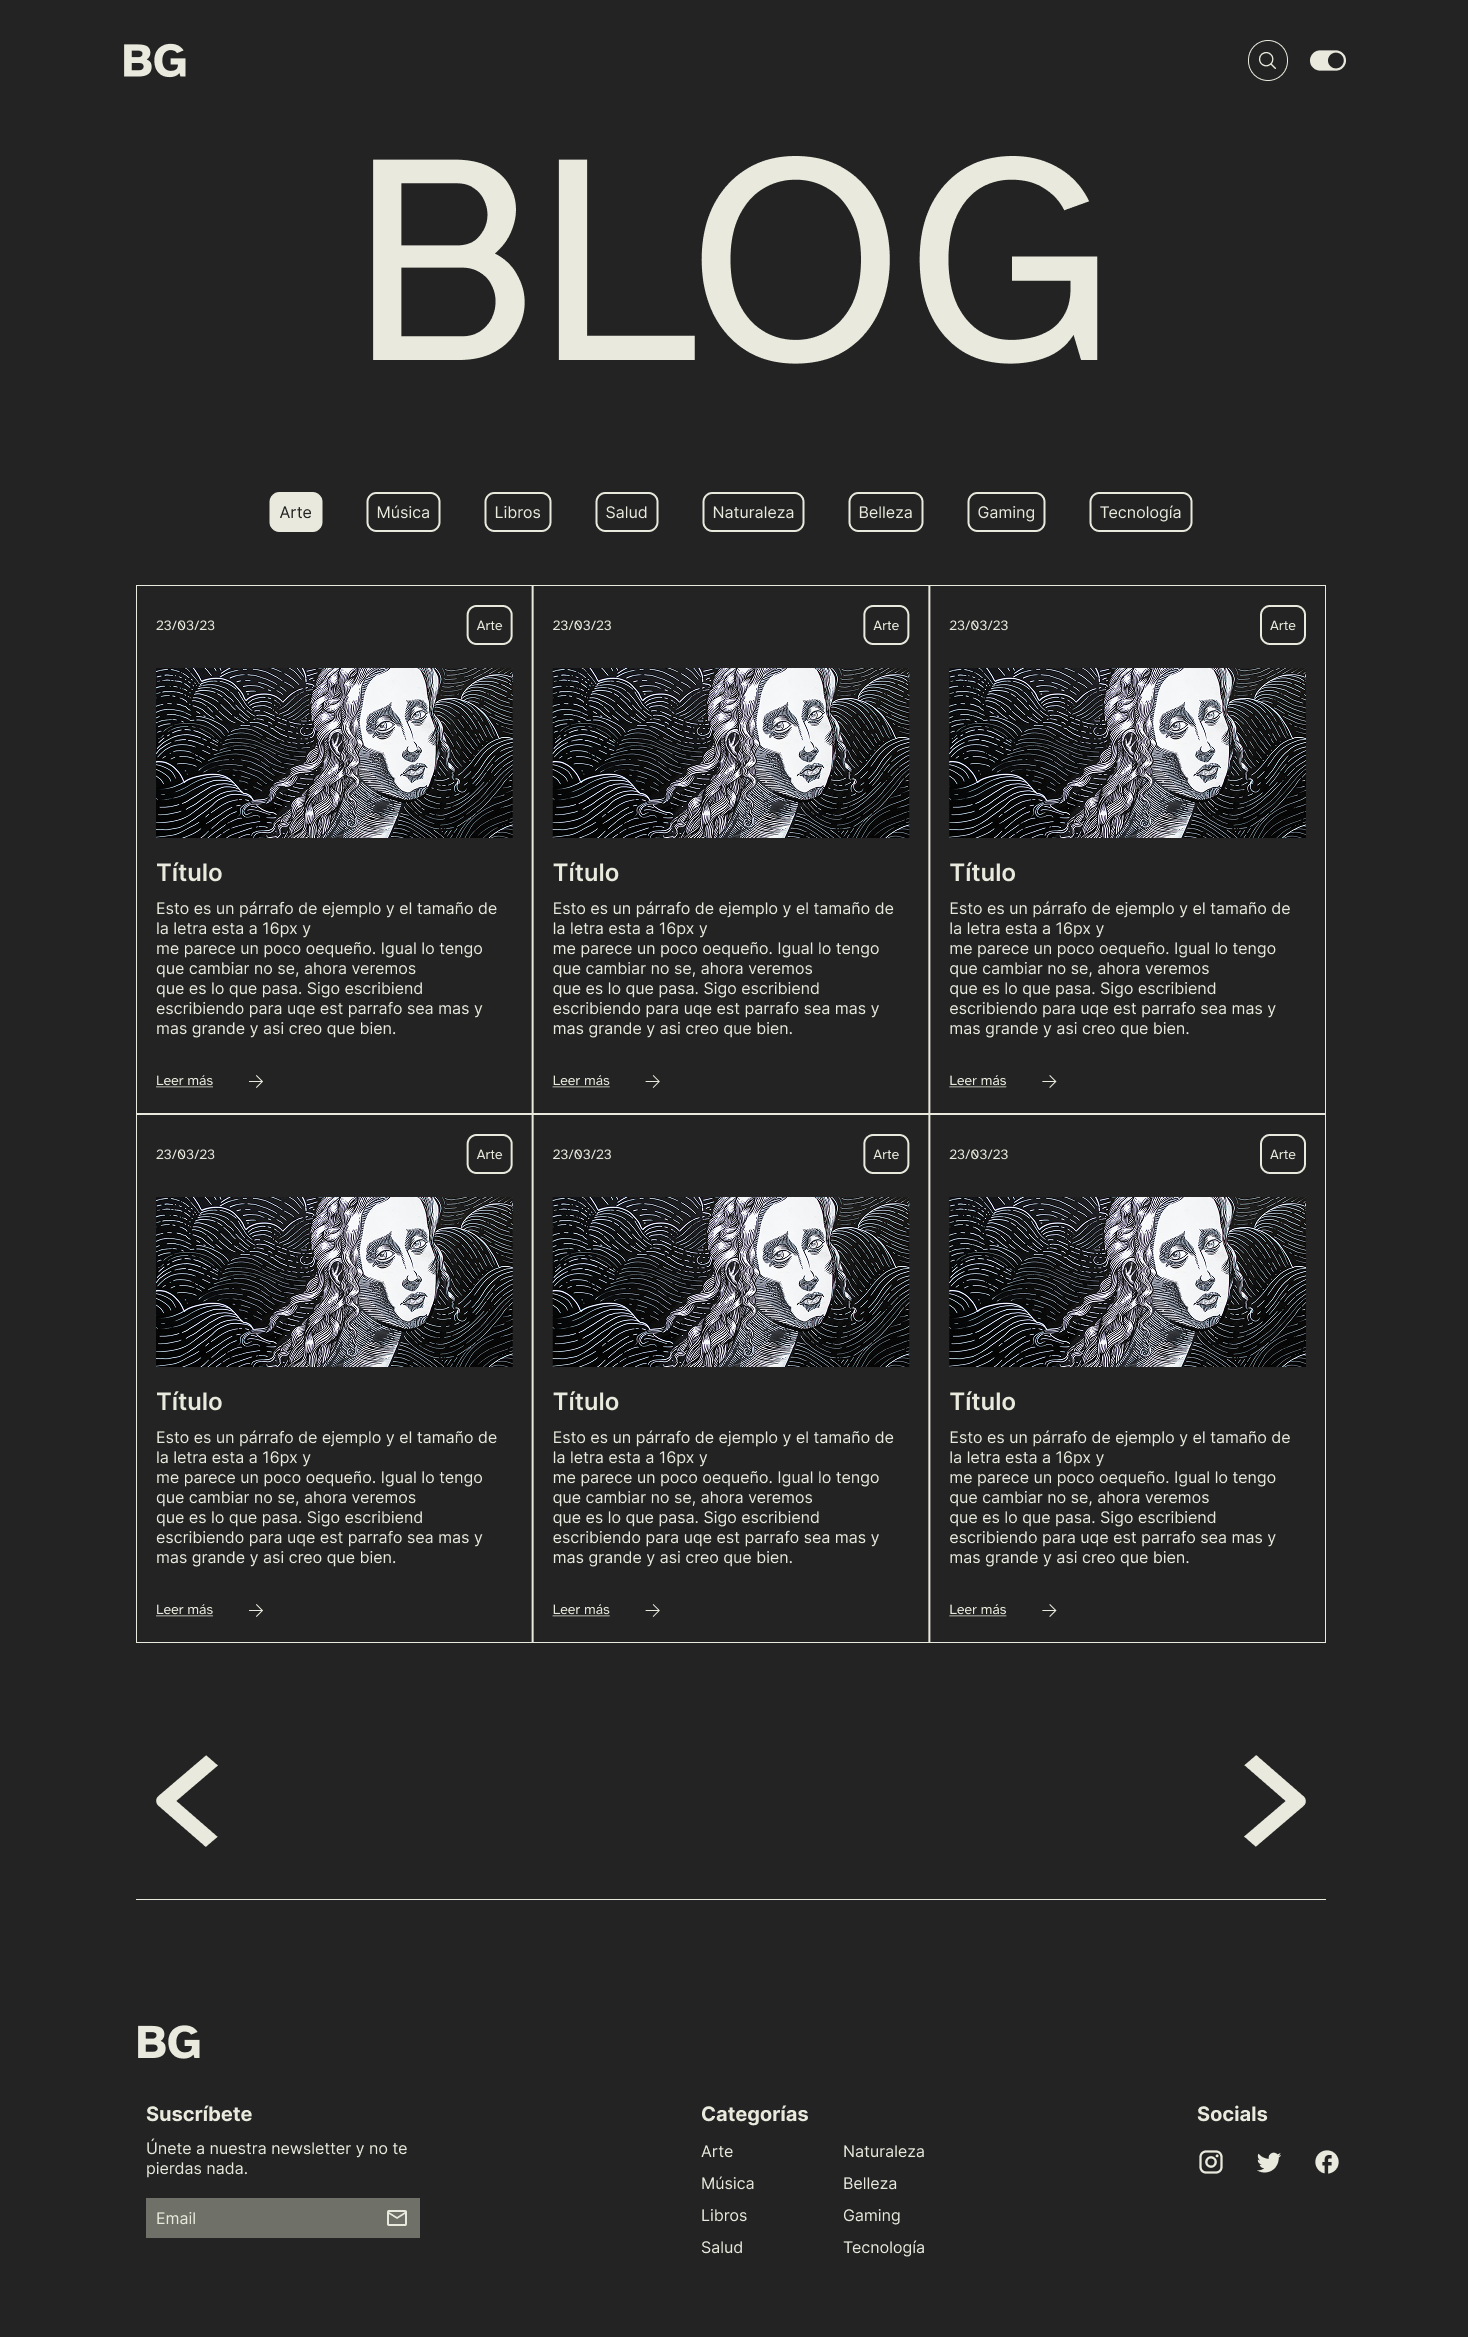 BG
BLOG
Arte Música Libros Salud Naturaleza Belleza Gaming Tecnología
23/03/23 Arte
Título
Esto es un párrafo de ejemplo y el tamaño de
la letra esta a 16px y
me parece un poco oequeño. Igual lo tengo
que cambiar no se, ahora veremos
que es lo que pasa. Sigo escribiend
escribiendo para uqe est parrafo sea mas y
mas grande y asi creo que bien.
Leer más
23/03/23 Arte
Título
Esto es un párrafo de ejemplo y el tamaño de
la letra esta a 16px y
me parece un poco oequeño. Igual lo tengo
que cambiar no se, ahora veremos
que es lo que pasa. Sigo escribiend
escribiendo para uqe est parrafo sea mas y
mas grande y asi creo que bien.
Leer más
23/03/23 Arte
Título
Esto es un párrafo de ejemplo y el tamaño de
la letra esta a 16px y
me parece un poco oequeño. Igual lo tengo
que cambiar no se, ahora veremos
que es lo que pasa. Sigo escribiend
escribiendo para uqe est parrafo sea mas y
mas grande y asi creo que bien.
Leer más
23/03/23 Arte
Título
Esto es un párrafo de ejemplo y el tamaño de
la letra esta a 16px y
me parece un poco oequeño. Igual lo tengo
que cambiar no se, ahora veremos
que es lo que pasa. Sigo escribiend
escribiendo para uqe est parrafo sea mas y
mas grande y asi creo que bien.
Leer más
23/03/23 Arte
Título
Esto es un párrafo de ejemplo y el tamaño de
la letra esta a 16px y
me parece un poco oequeño. Igual lo tengo
que cambiar no se, ahora veremos
que es lo que pasa. Sigo escribiend
escribiendo para uqe est parrafo sea mas y
mas grande y asi creo que bien.
Leer más
23/03/23 Arte
Título
Esto es un párrafo de ejemplo y el tamaño de
la letra esta a 16px y
me parece un poco oequeño. Igual lo tengo
que cambiar no se, ahora veremos
que es lo que pasa. Sigo escribiend
escribiendo para uqe est parrafo sea mas y
mas grande y asi creo que bien.
Leer más
BG
Suscríbete
Únete a nuestra newsletter y no te
pierdas nada.
Email
Categorías
Arte
Música
Libros
Salud
Naturaleza
Belleza
Gaming
Tecnología
Socials